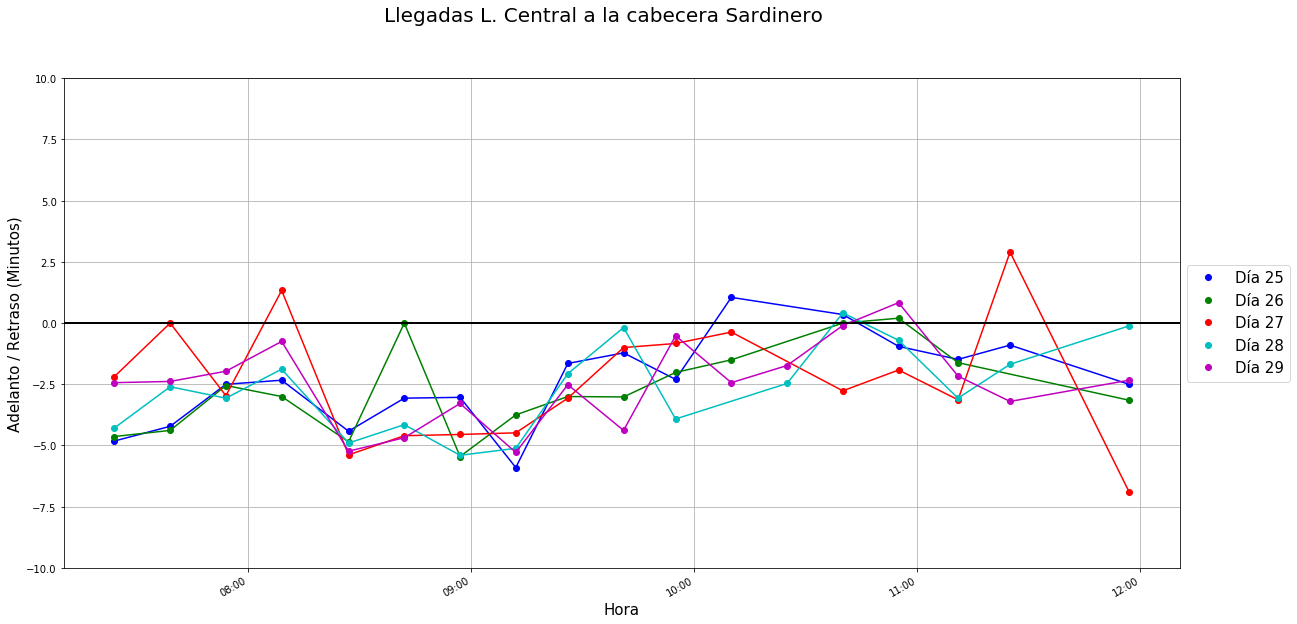 Llegadas L. Central a la cabecera Sardinero
Adelanto / Retraso (Minutos)
10.0
7.5
5.0
2.5
0.0
−2.5
−5.0
−7.5
−10.0
08:00
09:00
10:00
11:00
12:00
Hora
Día 25
Día 26
Día 27
Día 28
Día 29